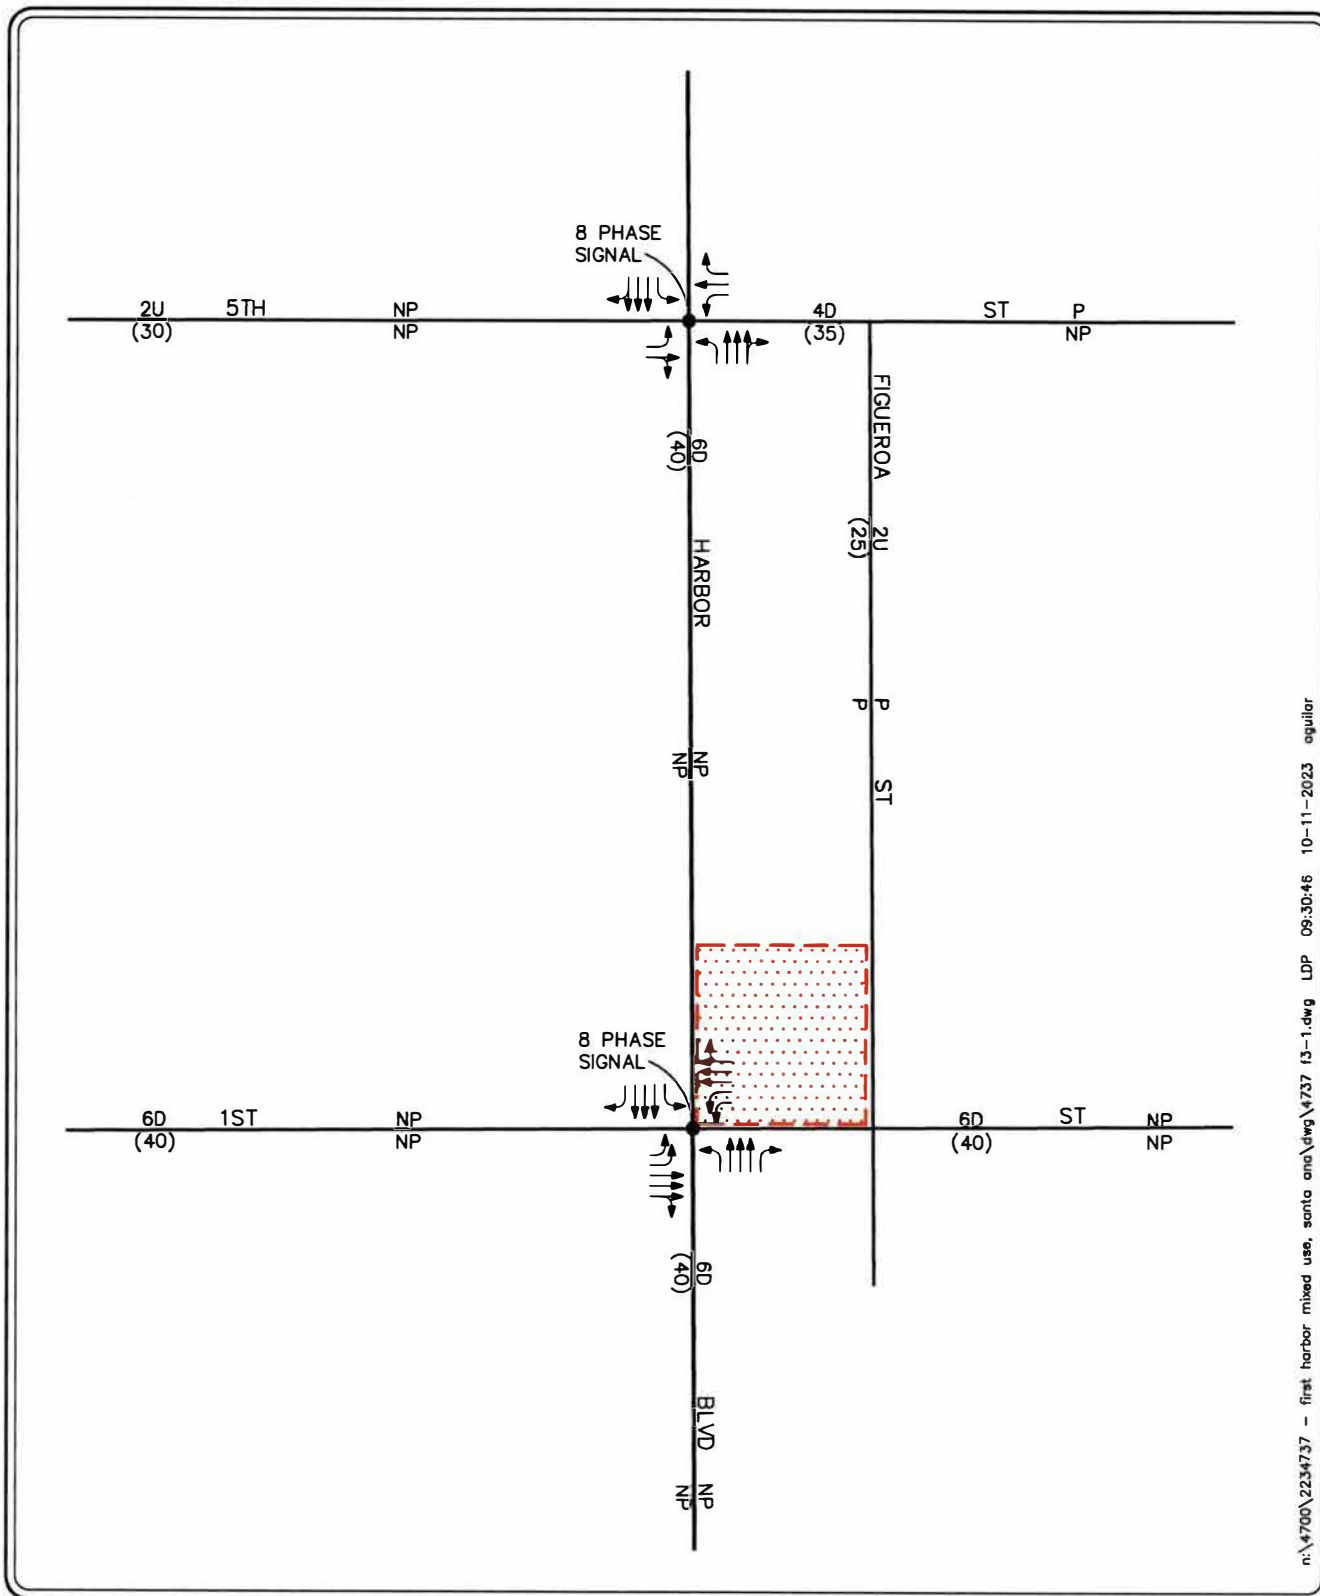 8 PHASE
SIGNAL
2U 5TH NP
(30) NP
4D ST P
(35) NP
FIGUEROA 2U P ST
(25) P
6D HARBOR NP
(40) NP
8 PHASE
SIGNAL
6D 1ST NP
(40) NP
6D ST NP
(40) NP
6D BLVD NP
(40) NP
n:\4700\2234737 - first harbor mixed use, santa ana\dwg\4737 f3-1.dwg LDP 09:30:46 10-11-2023 aguilar